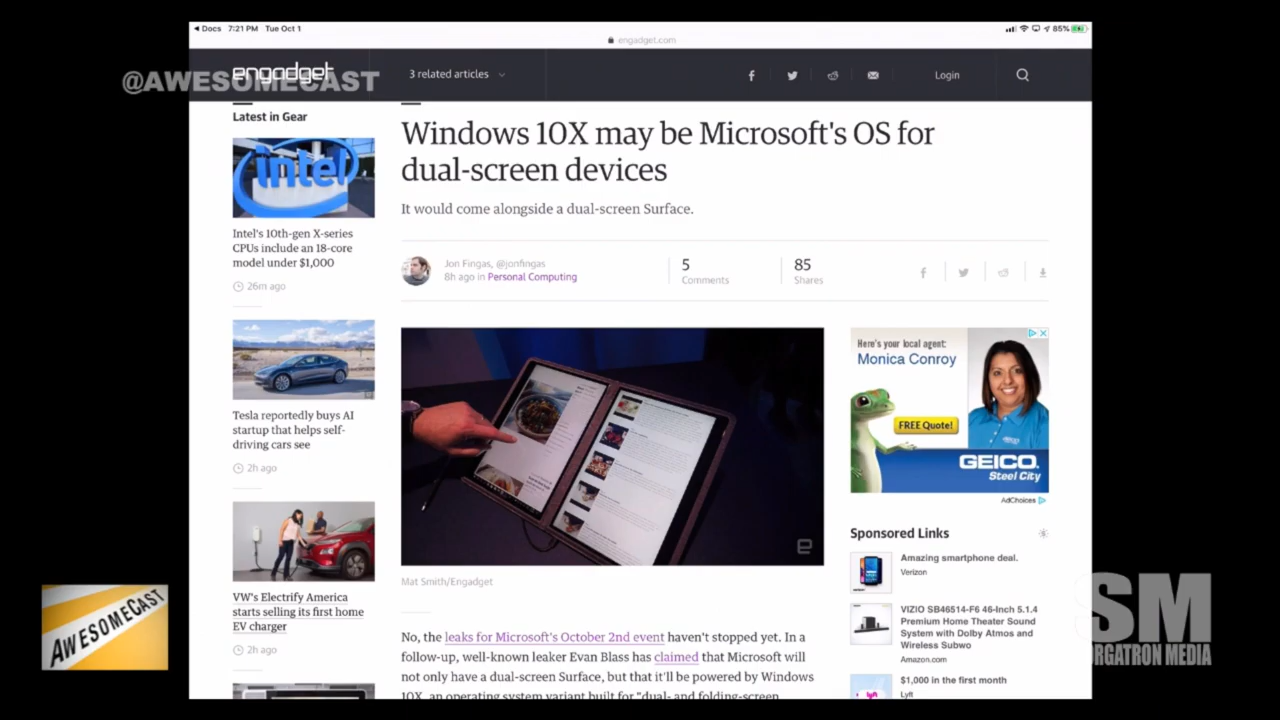 Docs 7:21 PM Tue Oct 1
85%
engadget.com
engadget
@AWESOMECAST
3 related articles
Login
Latest in Gear
intel
Intel's 10th-gen X-series
CPUs include an 18-core
model under $1,000
26m ago
Tesla reportedly buys AI
startup that helps self-
driving cars see
2h ago
VW's Electrify America
starts selling its first home
EV charger
2h ago
Windows 10X may be Microsoft's OS for
dual-screen devices
It would come alongside a dual-screen Surface.
Jon Fingas, @jonfingas
8h ago in Personal Computing
5
Comments
85
Shares
Mat Smith/Engadget
No, the leaks for Microsoft's October 2nd event haven't stopped yet. In a
follow-up, well-known leaker Evan Blass has claimed that Microsoft will
not only have a dual-screen Surface, but that it'll be powered by Windows
10X, an operating system variant built for "dual- and folding-screen
Here's your local agent:
Monica Conroy
FREE Quote!
GEICO.
Steel City
AdChoices
Sponsored Links
Amazing smartphone deal.
Verizon
VIZIO SB46514-F6 46-Inch 5.1.4
Premium Home Theater Sound
System with Dolby Atmos and
Wireless Subwo
Amazon.com
$1,000 in the first month
Lyft
lyft
AWESOMECAST
SM
ORGATRON MEDIA